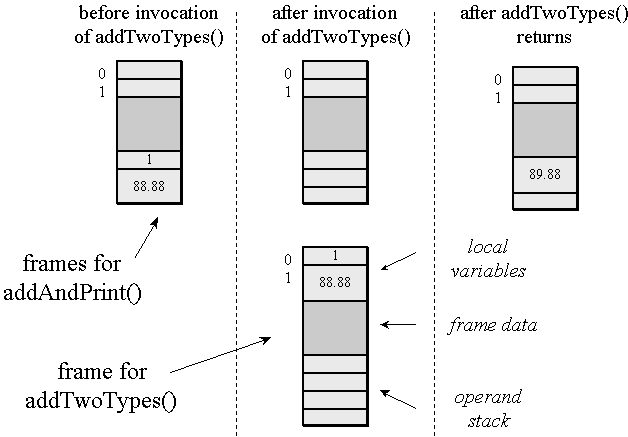 before invocation
of addTwoTypes()
after invocation
of addTwoTypes()
after addTwoTypes()
returns
0
1
1
88.88
0
1
0
1
89.88
frames for
addAndPrint()
0
1
1
88.88
local
variables
frame data
frame for
addTwoTypes()
operand
stack